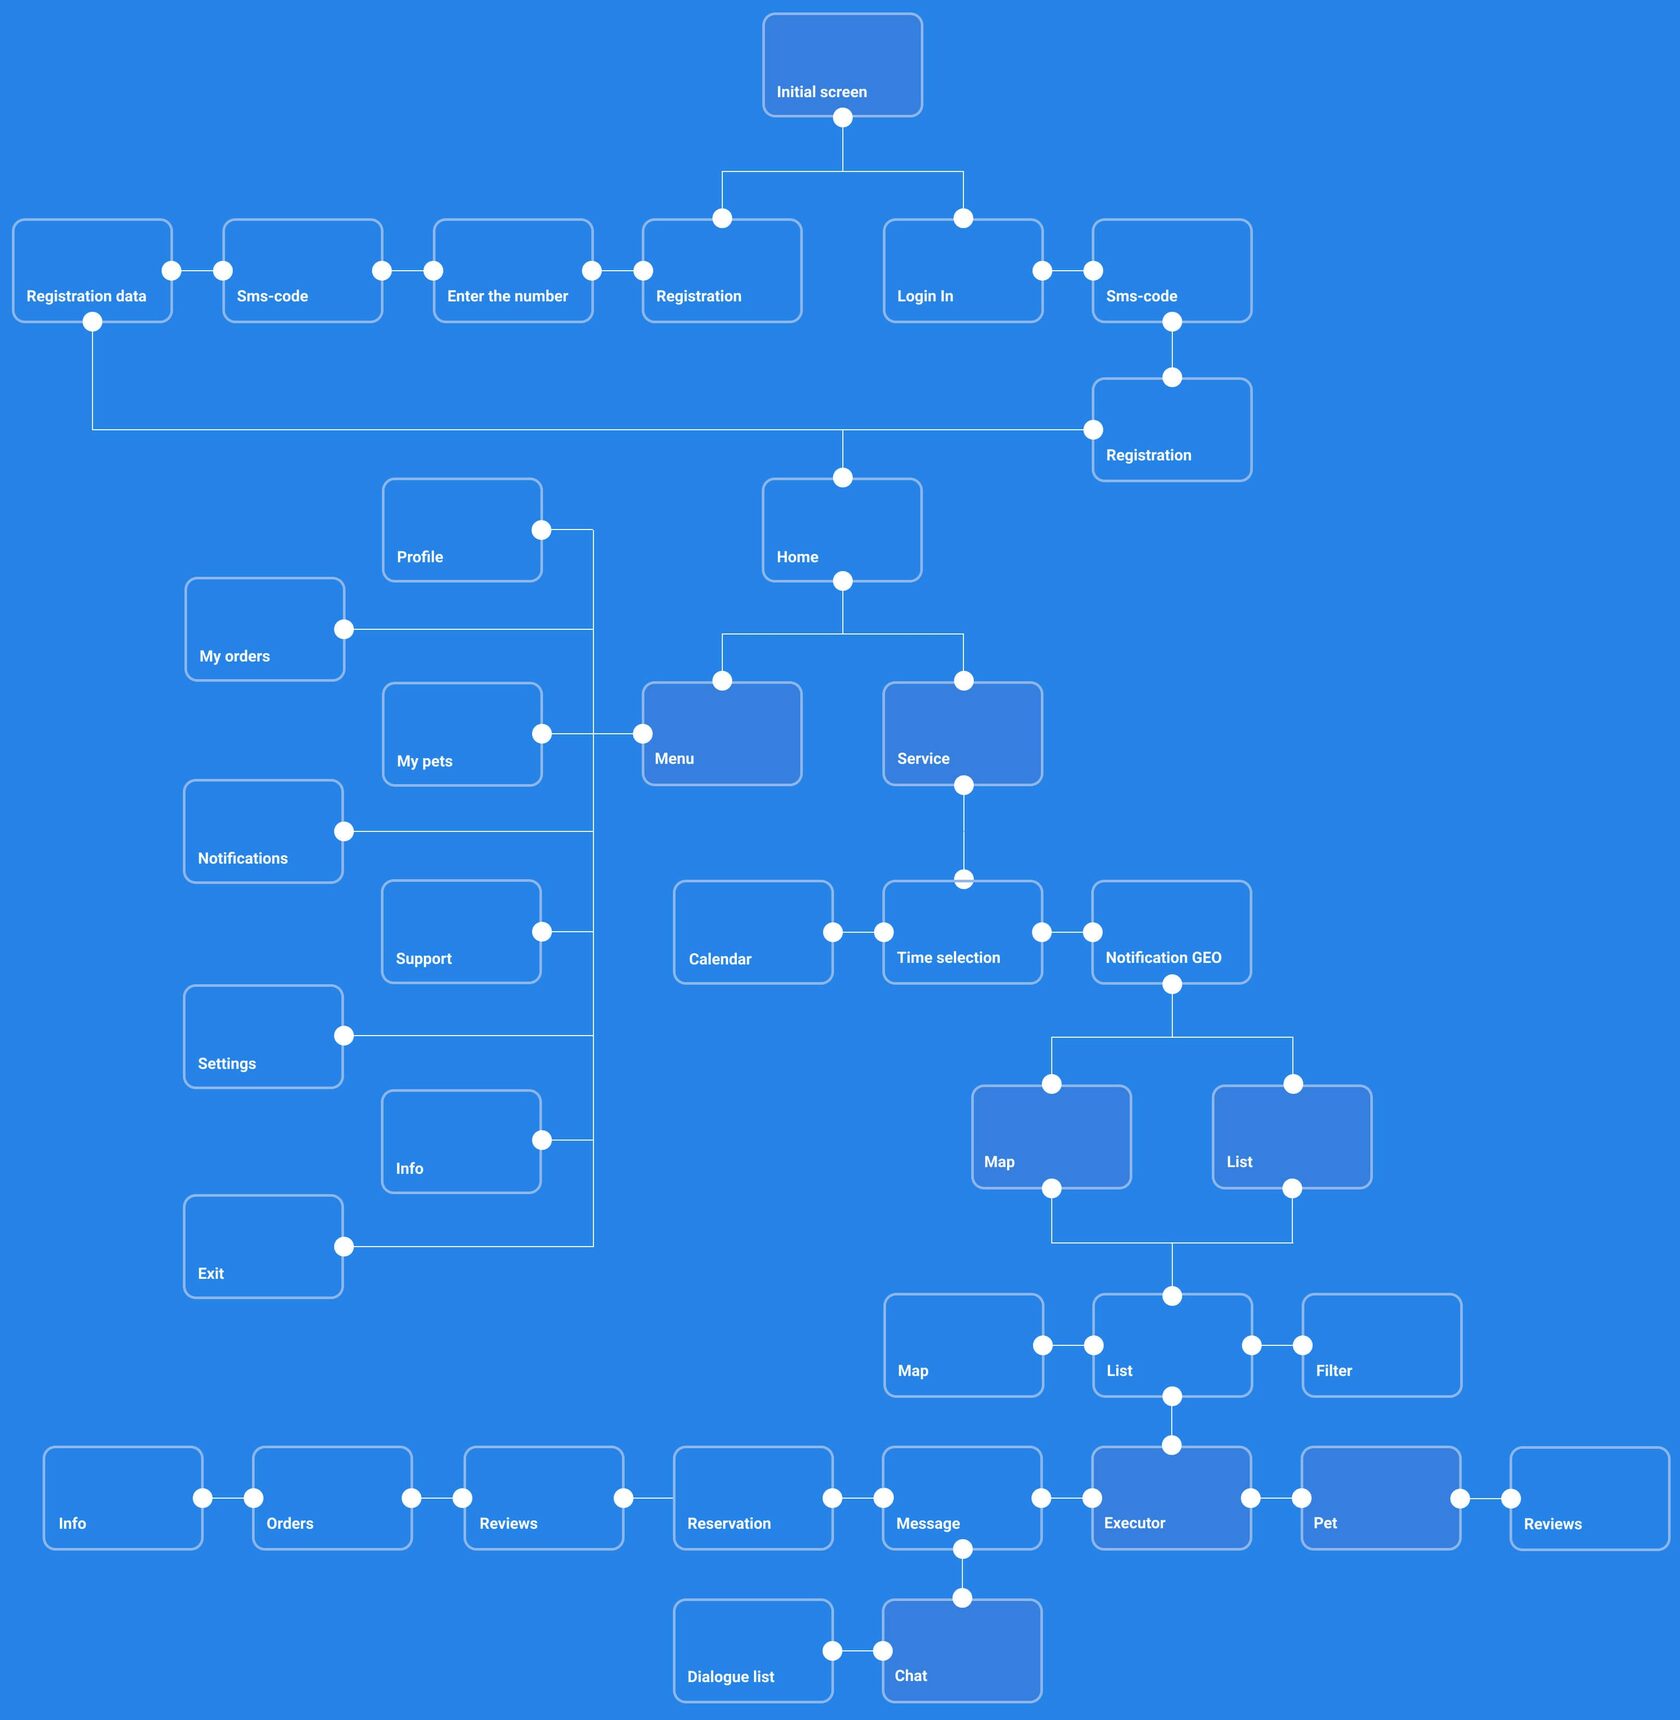 Initial screen
Registration data
Sms-code
Enter the number
Registration
Login In
Sms-code
Registration
Profile
Home
My orders
My pets
Menu
Service
Notifications
Support
Calendar
Time selection
Notification GEO
Settings
Info
Map
List
Exit
Map
List
Filter
Info
Orders
Reviews
Reservation
Message
Executor
Pet
Reviews
Dialogue list
Chat